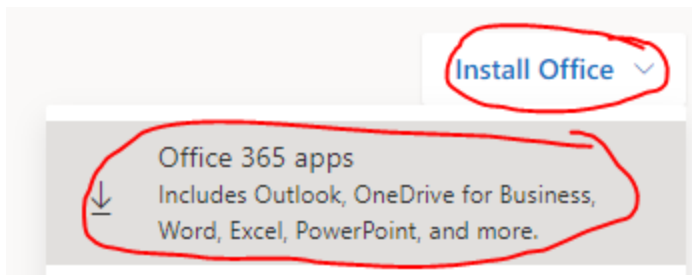 Install Office
Office 365 apps
Includes Outlook, OneDrive for Business,
Word, Excel, PowerPoint, and more.